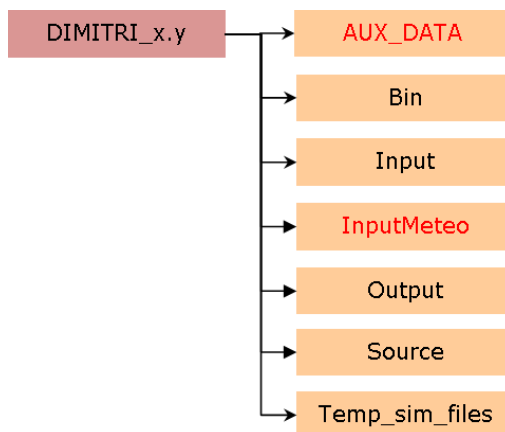 DIMITRI_x.y
AUX_DATA
Bin
Input
InputMeteo
Output
Source
Temp_sim_files